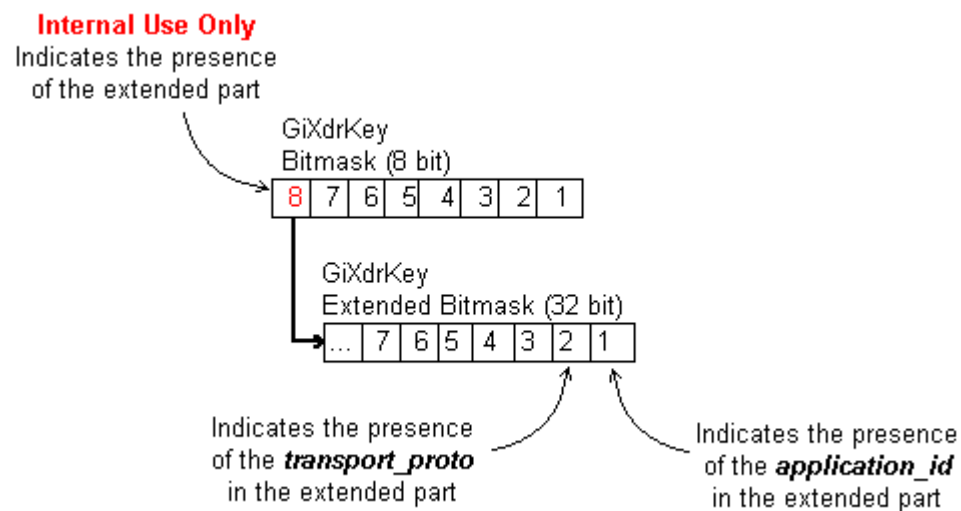 Internal Use Only
Indicates the presence
of the extended part
GiXdrKey
Bitmask (8 bit)
8 7 6 5 4 3 2 1
GiXdrKey
Extended Bitmask (32 bit)
... 7 6 5 4 3 2 1
Indicates the presence
of the transport_proto
in the extended part
Indicates the presence
of the application_id
in the extended part